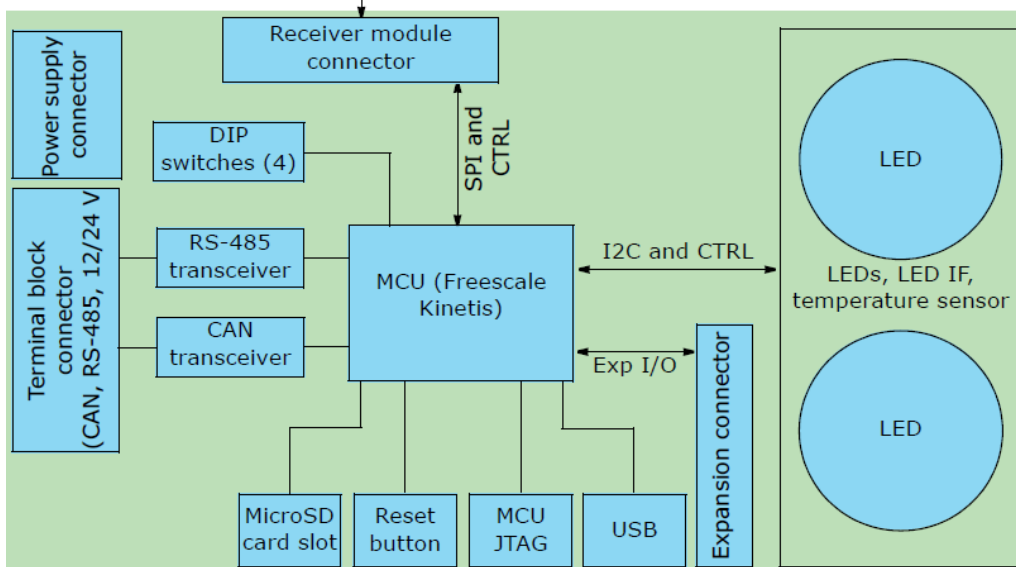 Receiver module
connector
Power supply
connector
DIP
switches (4)
SPI and
CTRL
LED
Terminal block
connector
(CAN, RS-485, 12/24 V
RS-485
transceiver
MCU (Freescale
Kinetis)
I2C and CTRL
LEDs, LED IF,
temperature sensor
CAN
transceiver
Exp I/O
Expansion connector
LED
MicroSD
card slot
Reset
button
MCU
JTAG
USB